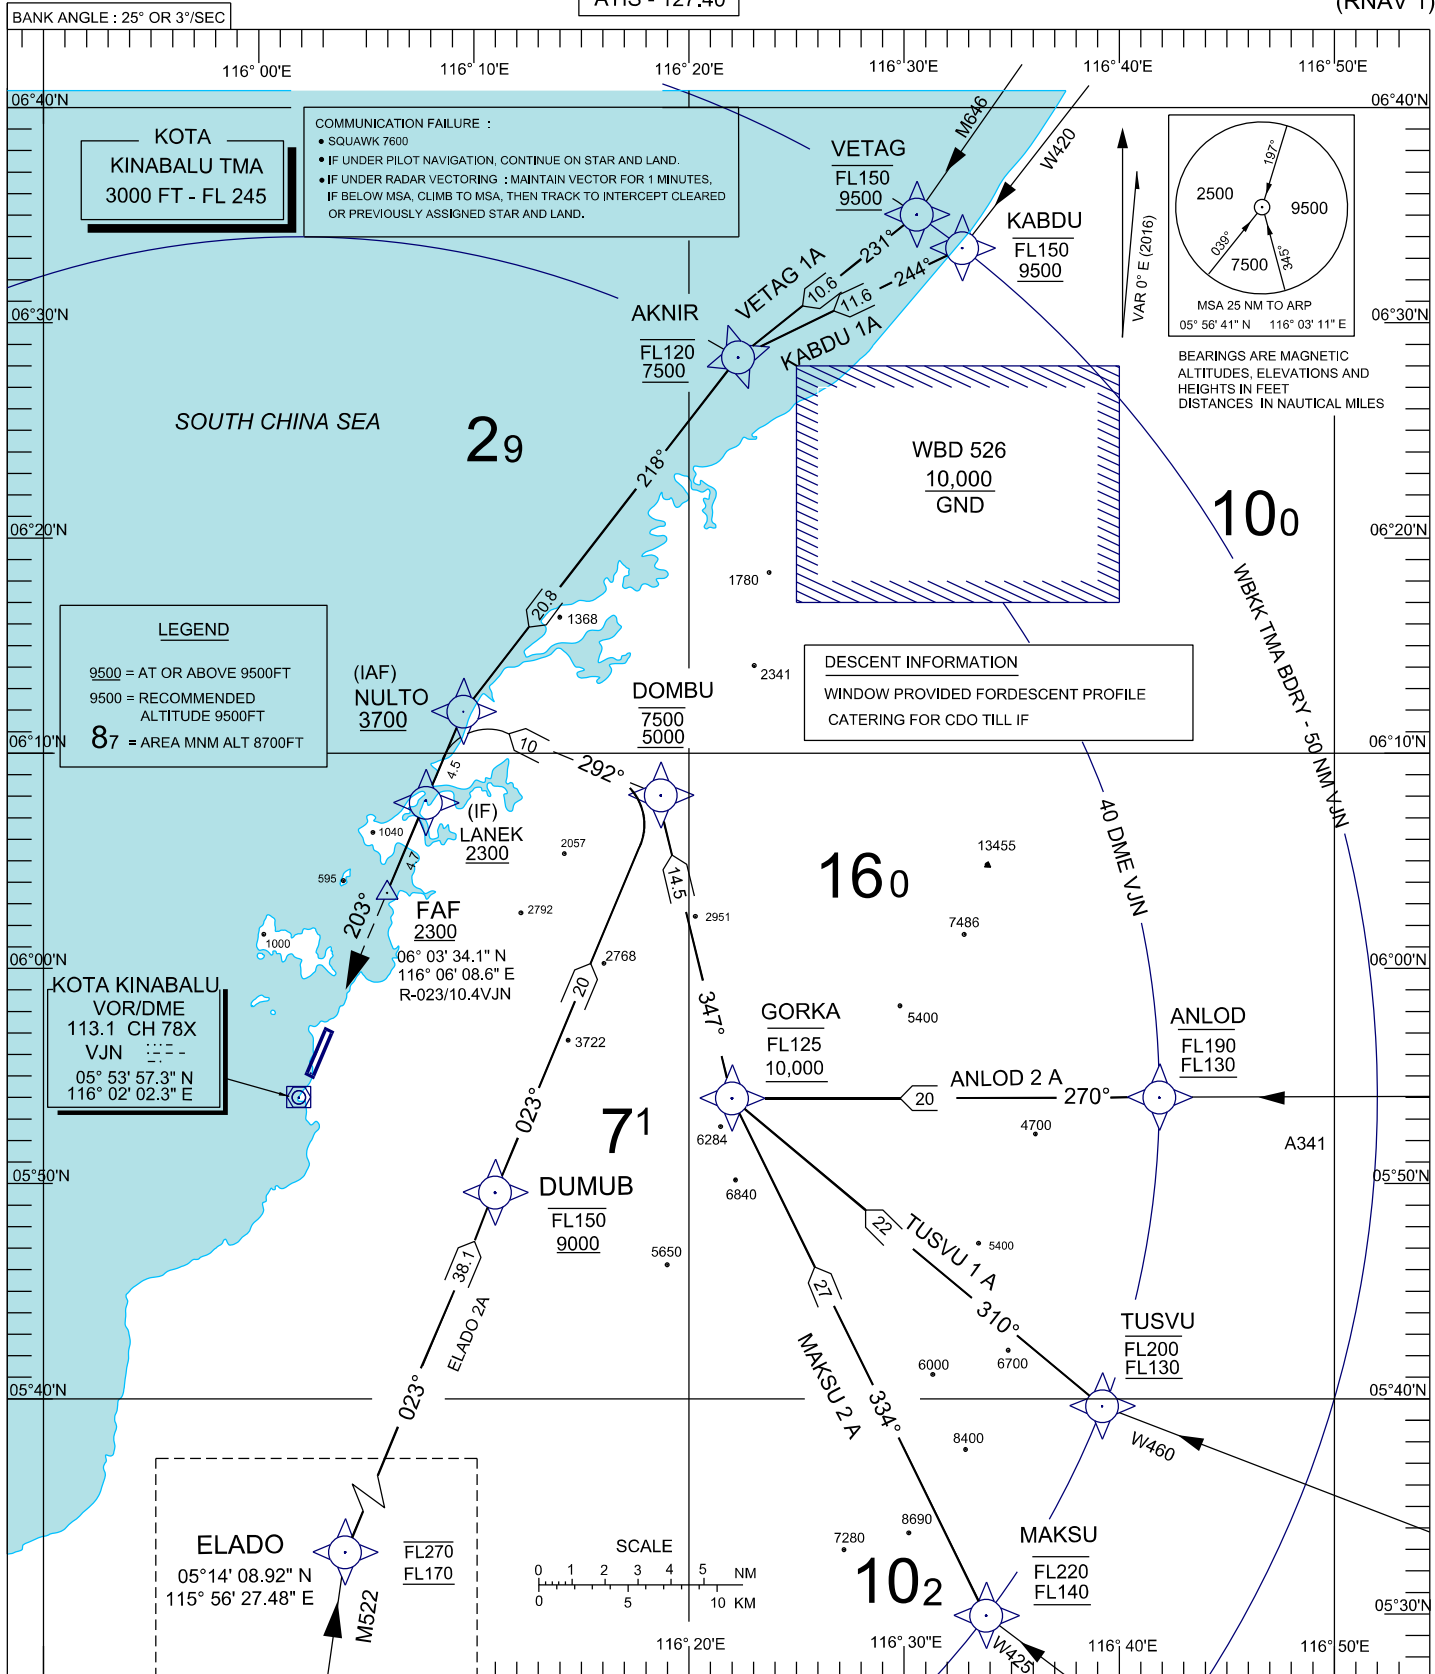 BANK ANGLE : 25° OR 3°/SEC
ATIS - 127.40
(RNAV 1)
116° 00'E
116° 10'E
116° 20'E
116° 30'E
116° 40'E
116° 50'E
06°40'N
06°40'N
KOTA
KINABALU TMA
3000 FT - FL 245
COMMUNICATION FAILURE :
• SQUAWK 7600
• IF UNDER PILOT NAVIGATION, CONTINUE ON STAR AND LAND.
• IF UNDER RADAR VECTORING : MAINTAIN VECTOR FOR 1 MINUTES,
IF BELOW MSA, CLIMB TO MSA, THEN TRACK TO INTERCEPT CLEARED
OR PREVIOUSLY ASSIGNED STAR AND LAND.
VETAG
FL150
9500
M646
W420
KABDU
FL150
9500
VAR 0° E (2016)
197°
2500
9500
039°
345°
7500
MSA 25 NM TO ARP
05° 56' 41" N 116° 03' 11" E
BEARINGS ARE MAGNETIC
ALTITUDES, ELEVATIONS AND
HEIGHTS IN FEET
DISTANCES IN NAUTICAL MILES
VETAG 1A
231°
10.6
244°
11.6
KABDU 1A
06°30'N
06°30'N
AKNIR
FL120
7500
SOUTH CHINA SEA
29
218°
WBD 526
10,000
GND
100
06°20'N
06°20'N
1780
20.8
1368
WBKK TMA BDRY - 50 NM VJN
LEGEND
9500 = AT OR ABOVE 9500FT
9500 = RECOMMENDED
ALTITUDE 9500FT
87 = AREA MNM ALT 8700FT
(IAF)
NULTO
3700
2341
DESCENT INFORMATION
WINDOW PROVIDED FORDESCENT PROFILE
CATERING FOR CDO TILL IF
DOMBU
7500
5000
06°10'N
06°10'N
10
292°
4.5
(IF)
LANEK
2300
40 DME VJN
1040
2057
4.7
595
14.5
160
13455
203°
FAF
2300
06° 03' 34.1" N
116° 06' 08.6" E
R-023/10.4VJN
2792
2951
7486
1000
2768
06°00'N
06°00'N
KOTA KINABALU
VOR/DME
113.1 CH 78X
VJN
05° 53' 57.3" N
116° 02' 02.3" E
20
347°
3722
GORKA
FL125
10,000
5400
ANLOD
FL190
FL130
ANLOD 2 A
270°
20
A341
023°
71
6284
4700
6840
05°50'N
05°50'N
DUMUB
FL150
9000
22
TUSVU 1 A
5400
5650
38.1
27
310°
ELADO 2A
MAKSU 2 A
TUSVU
FL200
FL130
6000
6700
05°40'N
05°40'N
023°
334°
8400
W460
8690
7280
102
ELADO
05°14' 08.92" N
115° 56' 27.48" E
FL270
FL170
M522
SCALE
0 1 2 3 4 5 NM
0 5 10 KM
MAKSU
FL220
FL140
W425
05°30'N
116°20'E
116°30'E
116°40'E
116°50'E